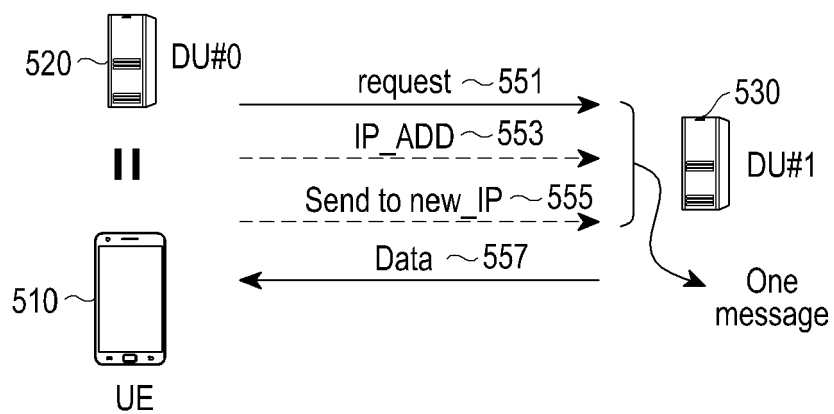 520
DU#0
request 551
530
IP_ADD 553
DU#1
Send to new_IP 555
Data 557
510
One
message
UE